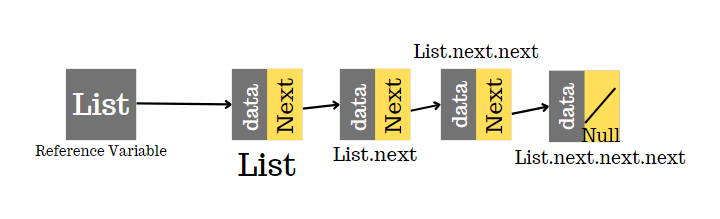 List
Reference Variable
data
Next
List
data
Next
List.next
List.next.next
data
Next
data
Null
List.next.next.next